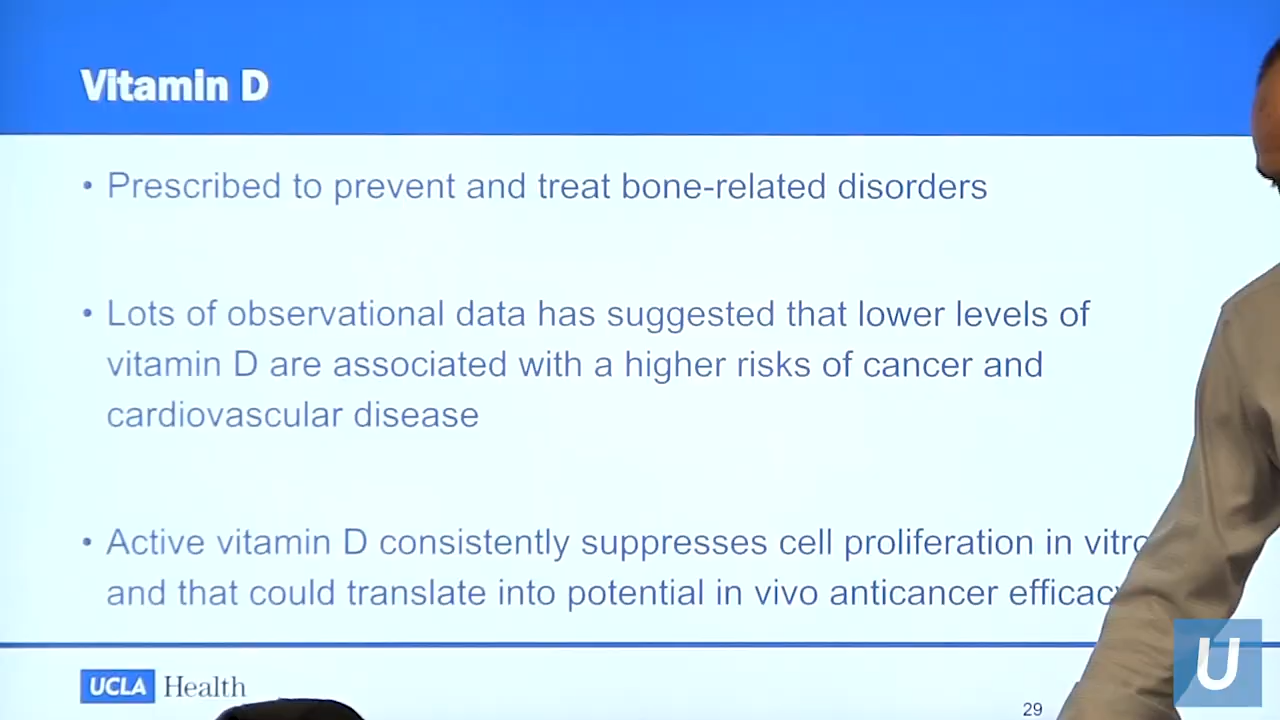 Vitamin D
• Prescribed to prevent and treat bone-related disorders
• Lots of observational data has suggested that lower levels of
vitamin D are associated with a higher risks of cancer and
cardiovascular disease
• Active vitamin D consistently suppresses cell proliferation in vitro
and that could translate into potential in vivo anticancer efficacy
UCLA Health
29
U